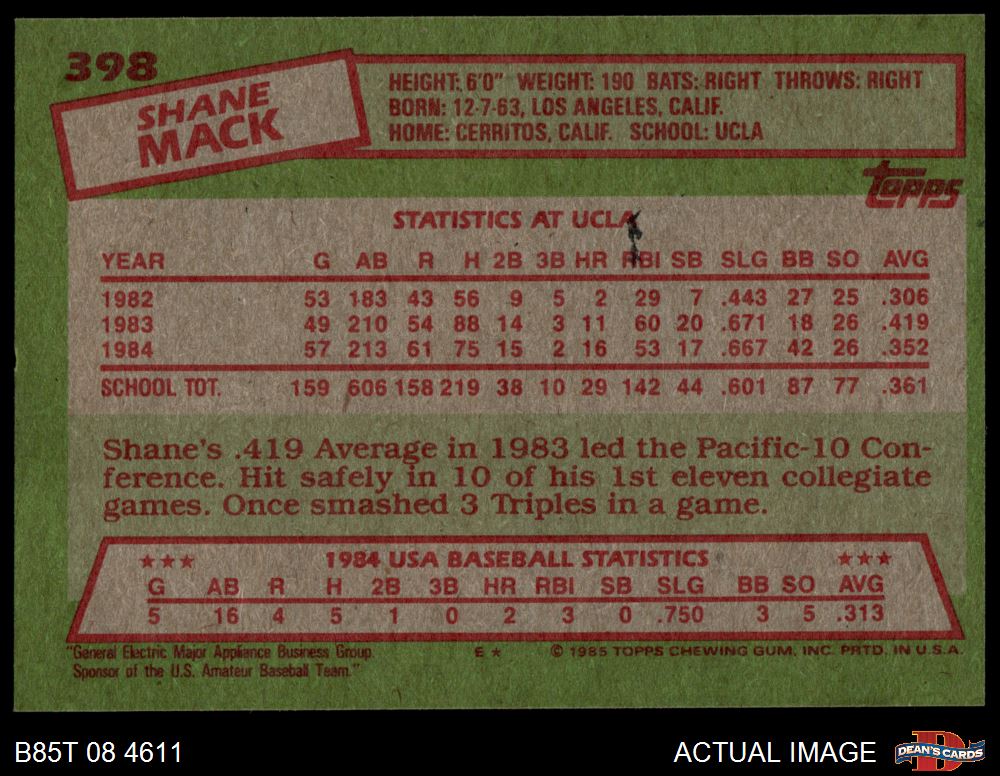 398
SHANE
MACK
HEIGHT: 6'0" WEIGHT: 190 BATS: RIGHT THROWS: RIGHT
BORN: 12-7-63, LOS ANGELES, CALIF.
HOME: CERRITOS, CALIF. SCHOOL: UCLA
TOPPS
STATISTICS AT UCLA
YEAR G AB R H 2B 3B HR RBI SB SLG BB SO AVG
1982 53 183 43 56 9 5 2 29 7 .443 27 25 .306
1983 49 210 54 88 14 3 11 60 20 .671 18 26 .419
1984 57 213 61 75 15 2 16 53 17 .667 42 26 .352
SCHOOL TOT. 159 606 158 219 38 10 29 142 44 .601 87 77 .361
Shane's .419 Average in 1983 led the Pacific-10 Con-
ference. Hit safely in 10 of his 1st eleven collegiate
games. Once smashed 3 Triples in a game.
★★★ 1984 USA BASEBALL STATISTICS ★★★
G AB R H 2B 3B HR RBI SB SLG BB SO AVG
5 16 4 5 1 0 2 3 0 .750 3 5 .313
"General Electric Major Appliance Business Group. E★ © 1985 TOPPS CHEWING GUM, INC. PRTD. IN U.S.A.
Sponsor of the U.S. Amateur Baseball Team."
B85T 08 4611 ACTUAL IMAGE DEAN'S CARDS